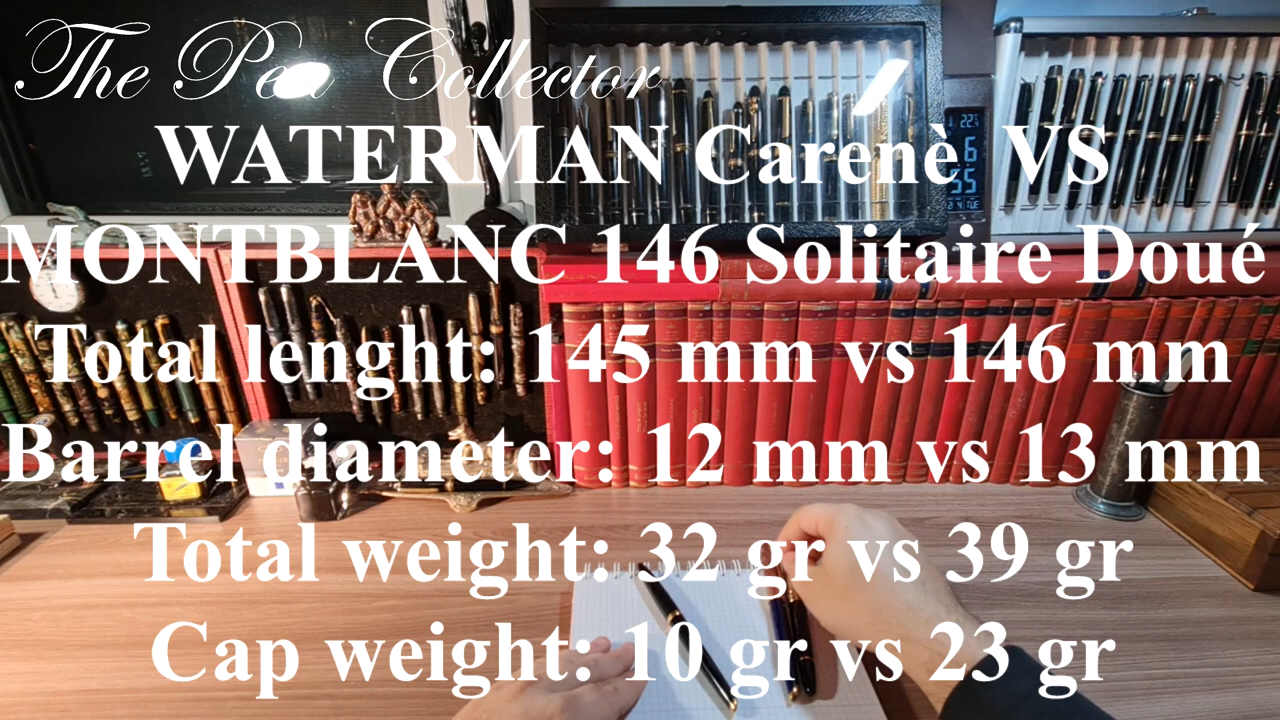 The Pen Collector
WATERMAN Carenè VS
MONTBLANC 146 Solitaire Doué
Total lenght: 145 mm vs 146 mm
Barrel diameter: 12 mm vs 13 mm
Total weight: 32 gr vs 39 gr
Cap weight: 10 gr vs 23 gr